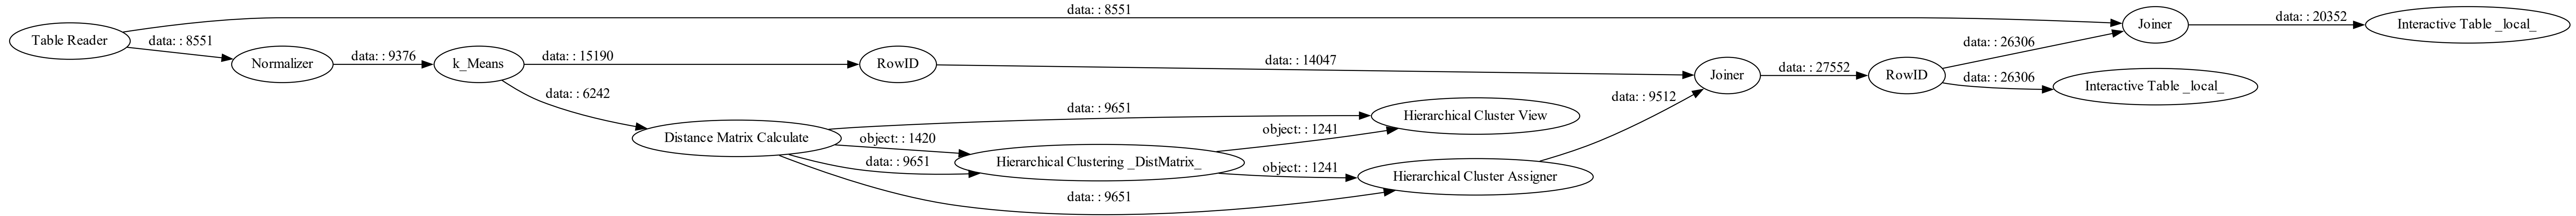 Table Reader
data: : 8551
data: : 8551
Normalizer
data: : 9376
k_Means
data: : 15190
data: : 6242
RowID
data: : 14047
Distance Matrix Calculate
data: : 9651
object: : 1420
data: : 9651
data: : 9651
Hierarchical Clustering _DistMatrix_
object: : 1241
object: : 1241
Hierarchical Cluster View
Hierarchical Cluster Assigner
data: : 9512
Joiner
data: : 27552
RowID
data: : 26306
data: : 26306
Joiner
Interactive Table _local_
data: : 20352
Interactive Table _local_